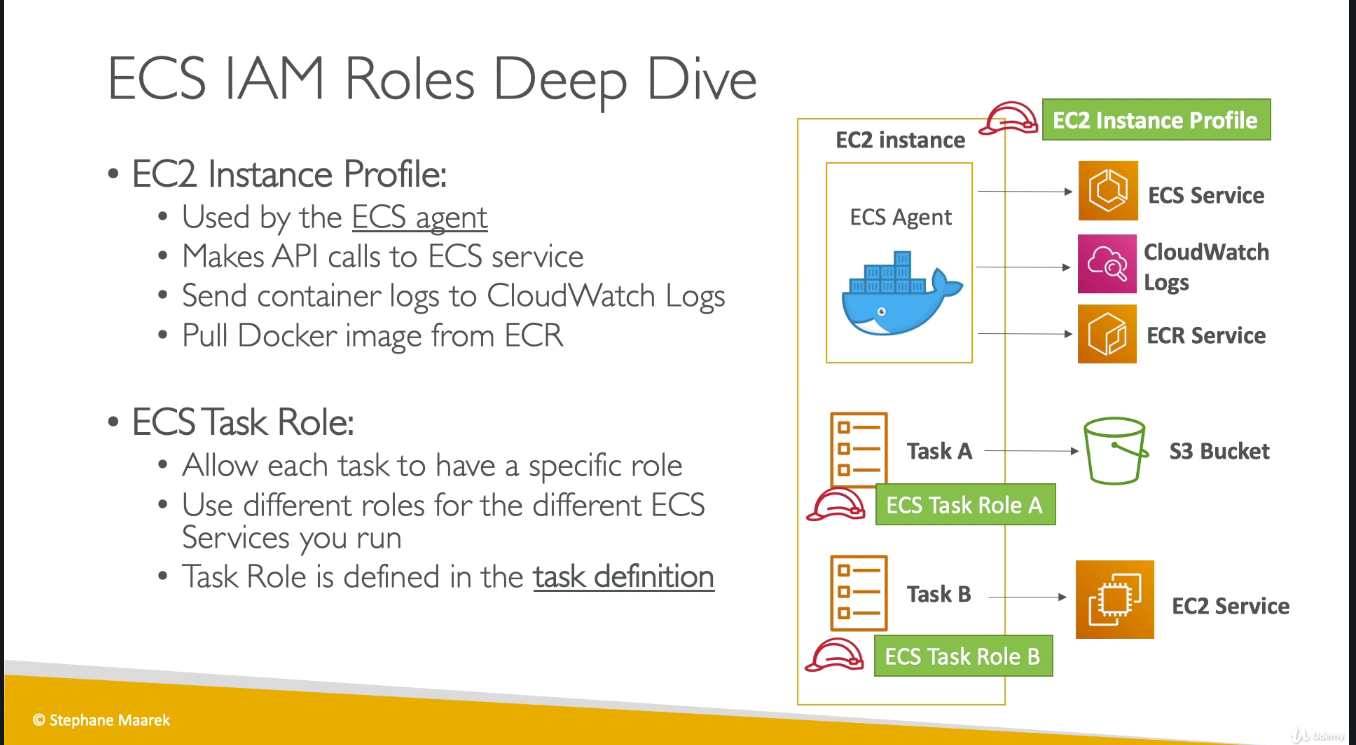 ECS IAM Roles Deep Dive
• EC2 Instance Profile:
• Used by the ECS agent
• Makes API calls to ECS service
• Send container logs to CloudWatch Logs
• Pull Docker image from ECR
• ECS Task Role:
• Allow each task to have a specific role
• Use different roles for the different ECS
Services you run
• Task Role is defined in the task definition
EC2 Instance Profile
EC2 instance
ECS Agent
ECS Service
CloudWatch
Logs
ECR Service
Task A
S3 Bucket
ECS Task Role A
Task B
EC2 Service
ECS Task Role B
© Stephane Maarek
Udemy